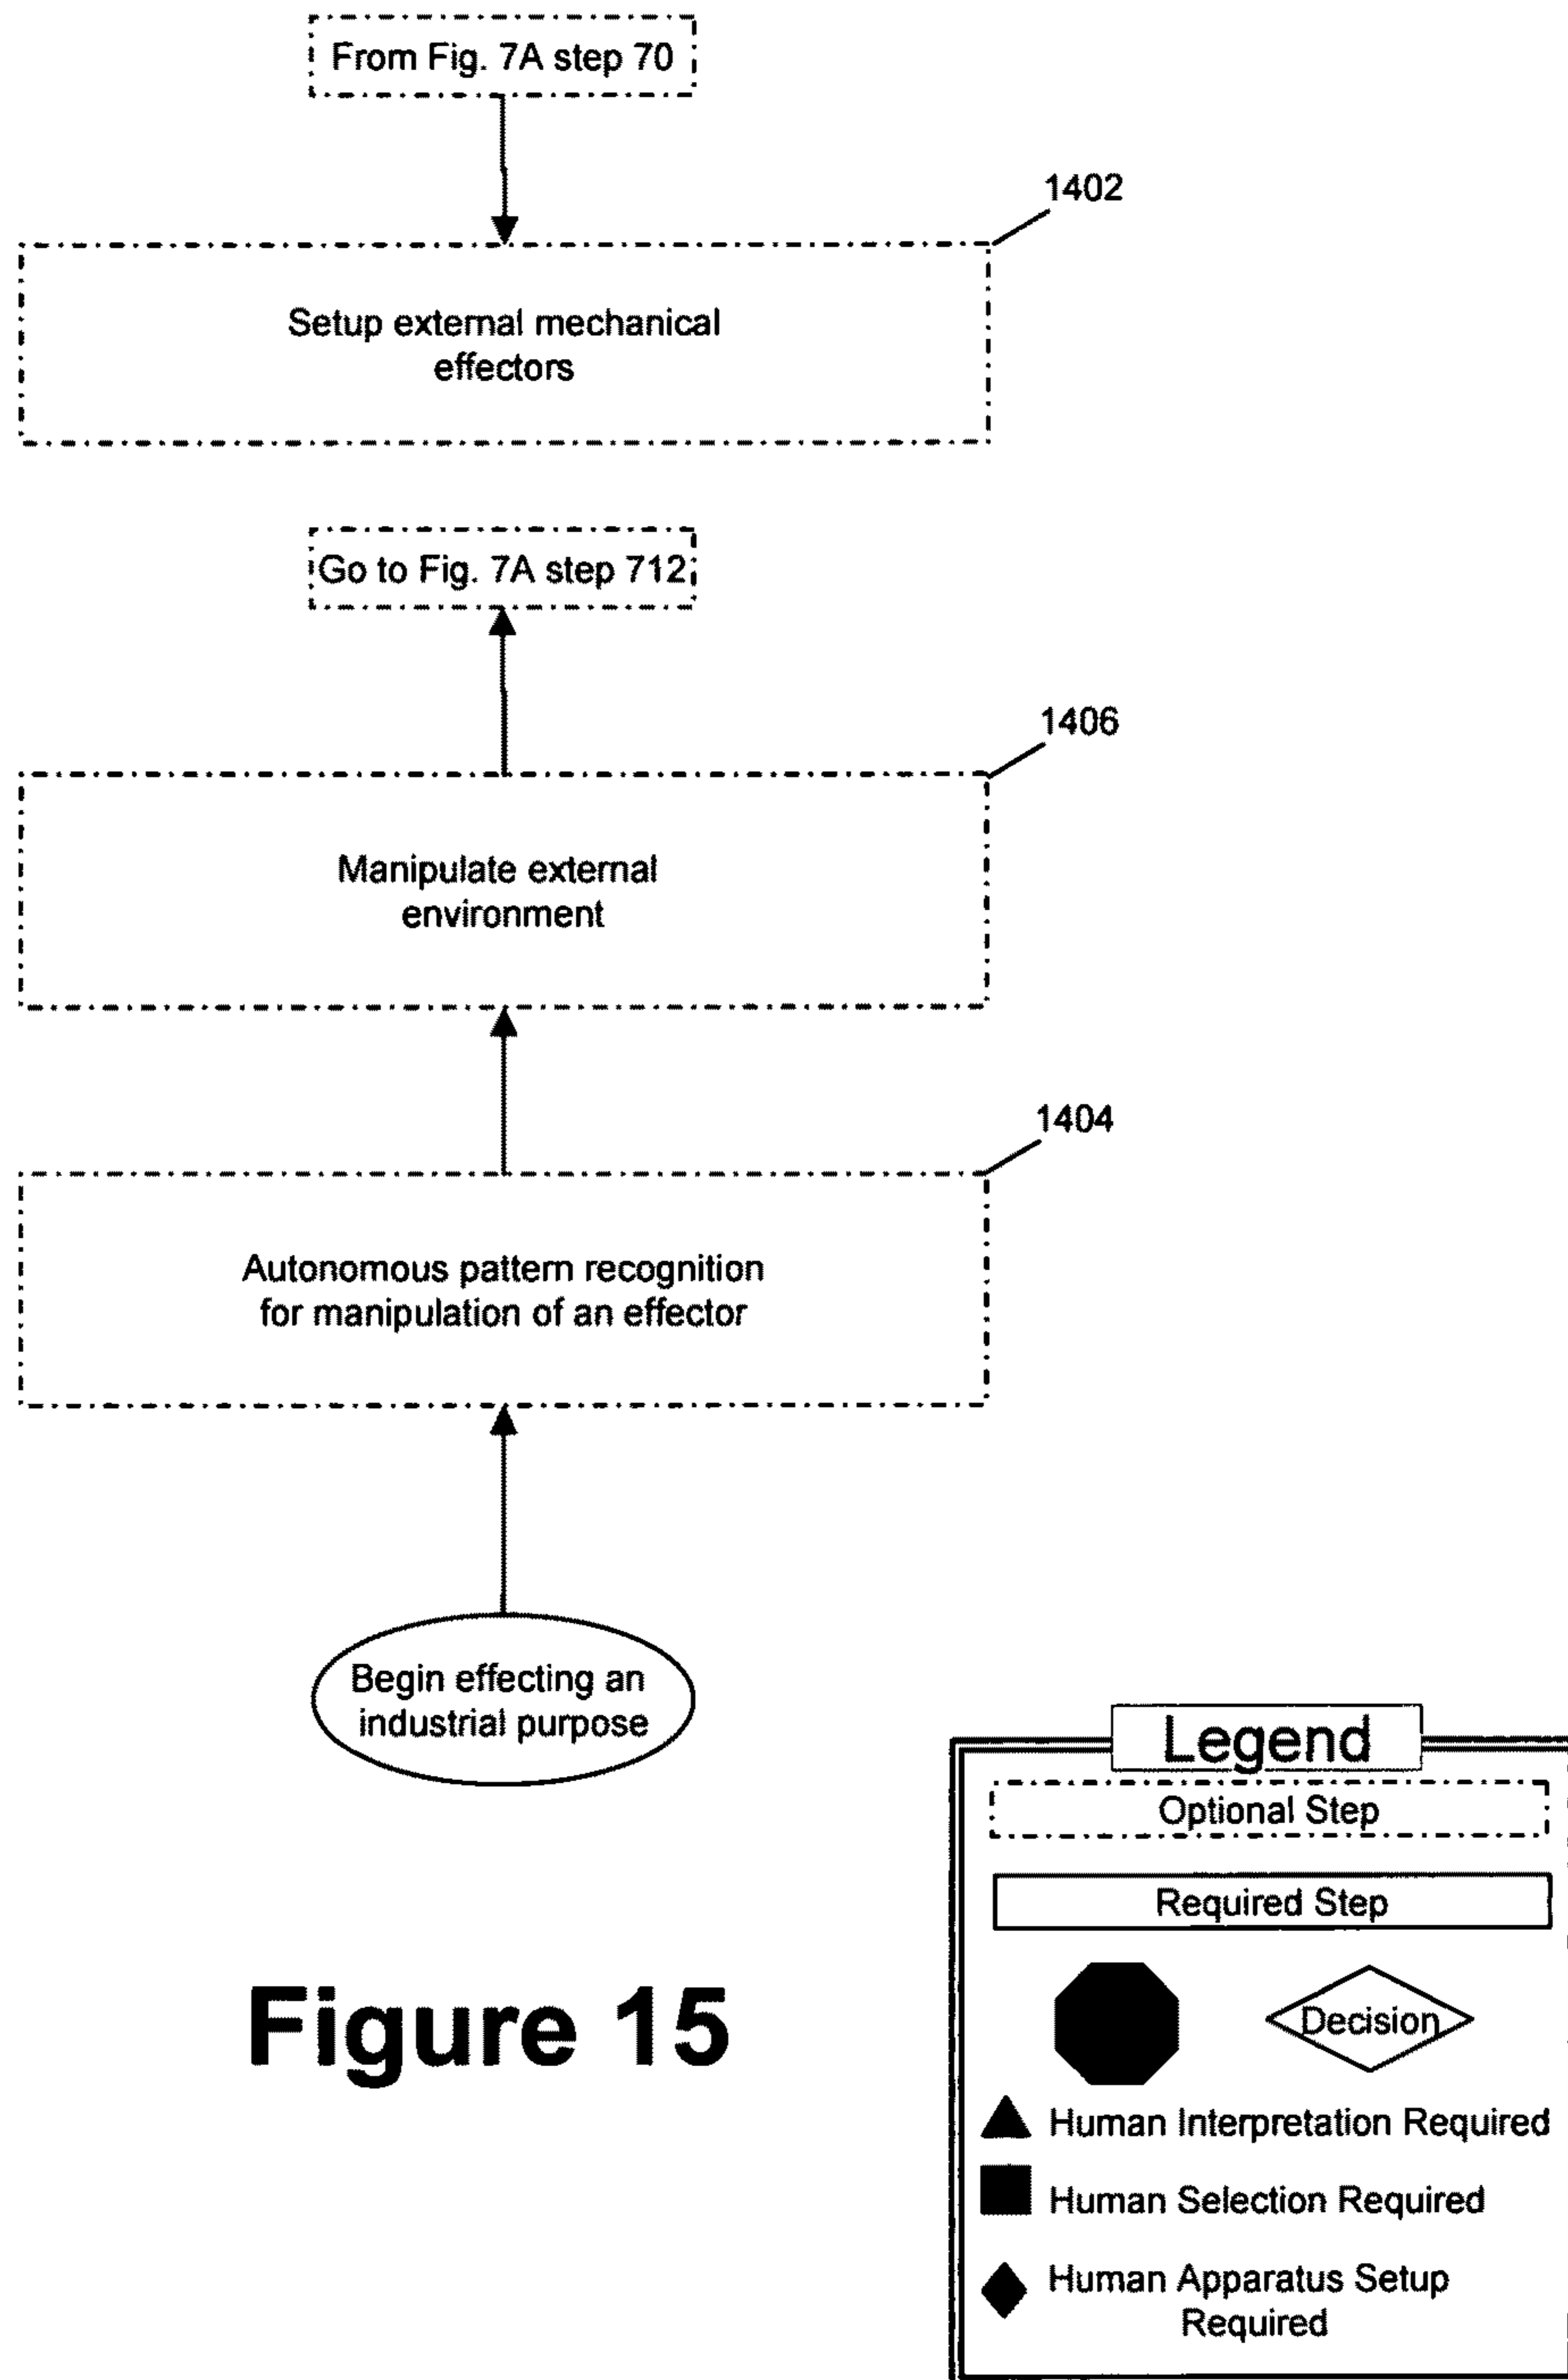 From Fig. 7A step 70
1402
Setup external mechanical
effectors
Go to Fig. 7A step 712
1406
Manipulate external
environment
1404
Autonomous pattern recognition
for manipulation of an effector
Begin effecting an
industrial purpose
Figure 15
Legend
Optional Step
Required Step
Decision
Human Interpretation Required
Human Selection Required
Human Apparatus Setup
Required